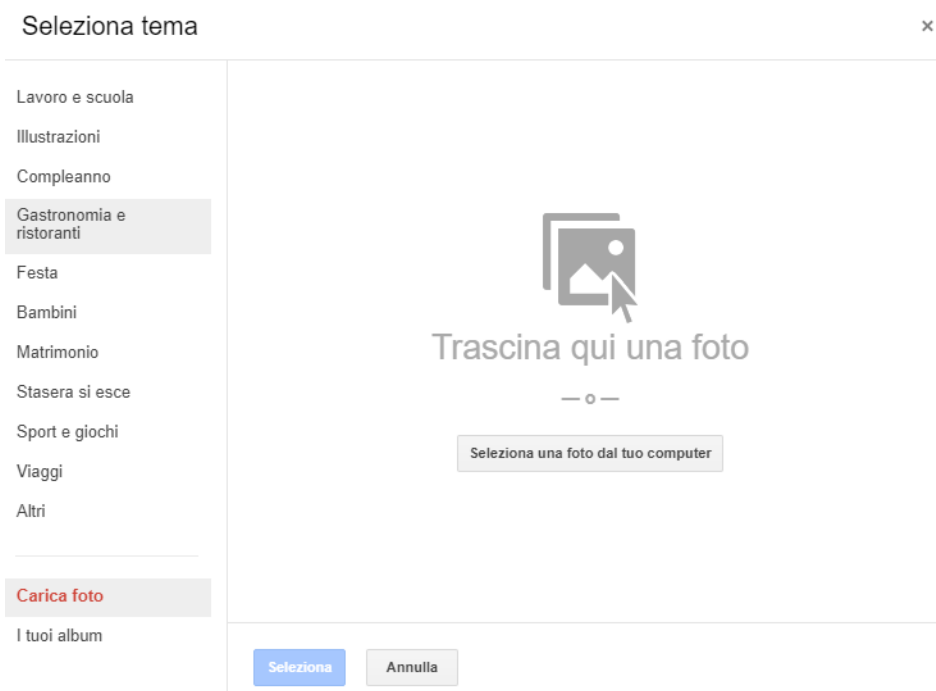 Seleziona tema
×
Lavoro e scuola
Illustrazioni
Compleanno
Gastronomia e
ristoranti
Festa
Bambini
Matrimonio
Stasera si esce
Sport e giochi
Viaggi
Altri
Carica foto
I tuoi album
Trascina qui una foto
— o —
Seleziona una foto dal tuo computer
Seleziona
Annulla